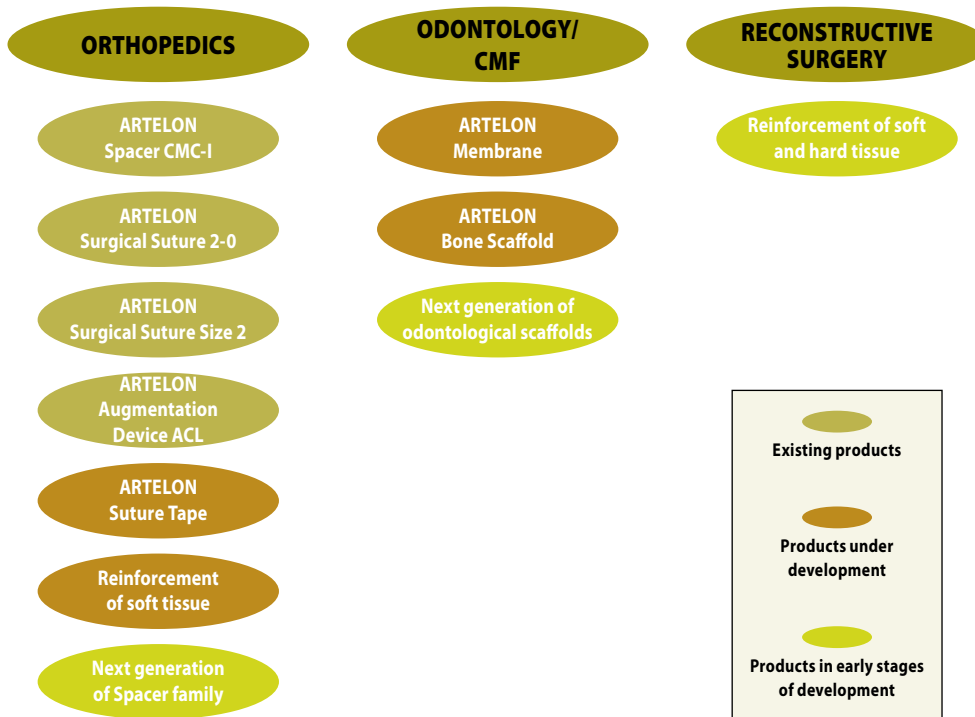 ORTHOPEDICS
ARTELON
Spacer CMC-I
ARTELON
Surgical Suture 2-0
ARTELON
Surgical Suture Size 2
ARTELON
Augmentation
Device ACL
ARTELON
Suture Tape
Reinforcement
of soft tissue
Next generation
of Spacer family
ODONTOLOGY/
CMF
ARTELON
Membrane
ARTELON
Bone Scaffold
Next generation of
odontological scaffolds
RECONSTRUCTIVE
SURGERY
Reinforcement of soft
and hard tissue
Existing products
Products under
development
Products in early stages
of development